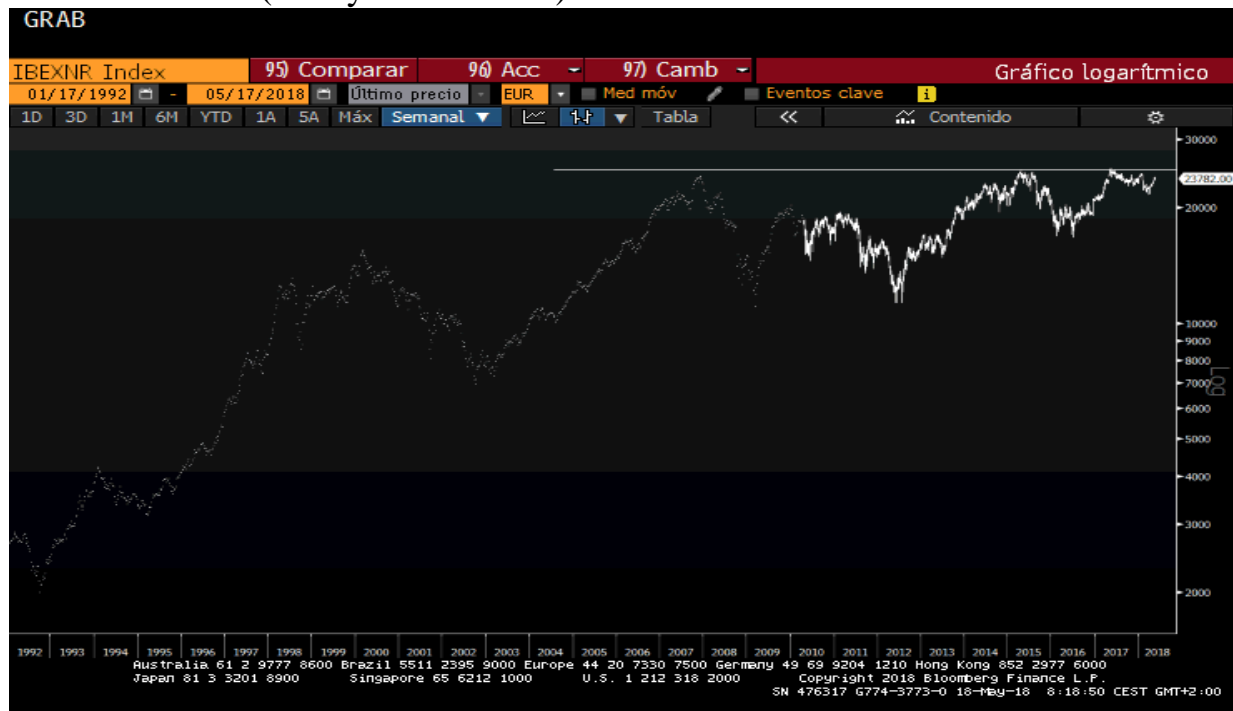 GRAB
IBEXNR Index 95) Comparar 96) Acc 97) Camb Gráfico logarítmico
01/17/1992 - 05/17/2018 Último precio EUR Med móv Eventos clave i
1D 3D 1M 6M YTD 1A 5A Máx Semanal ▼ ▼ Tabla << Contenido
30000
23782.00
20000
10000
9000
8000
7000
Log
6000
5000
4000
3000
2000
1992 1993 1994 1995 1996 1997 1998 1999 2000 2001 2002 2003 2004 2005 2006 2007 2008 2009 2010 2011 2012 2013 2014 2015 2016 2017 2018
Australia 61 2 9777 8600 Brazil 5511 2395 9000 Europe 44 20 7330 7500 Germany 49 69 9204 1210 Hong Kong 852 2977 6000
Japan 81 3 3201 8900 Singapore 65 6212 1000 U.S. 1 212 318 2000 Copyright 2018 Bloomberg Finance L.P.
SN 476317 G774-3773-0 18-May-18 8:18:50 CEST GMT+2:00